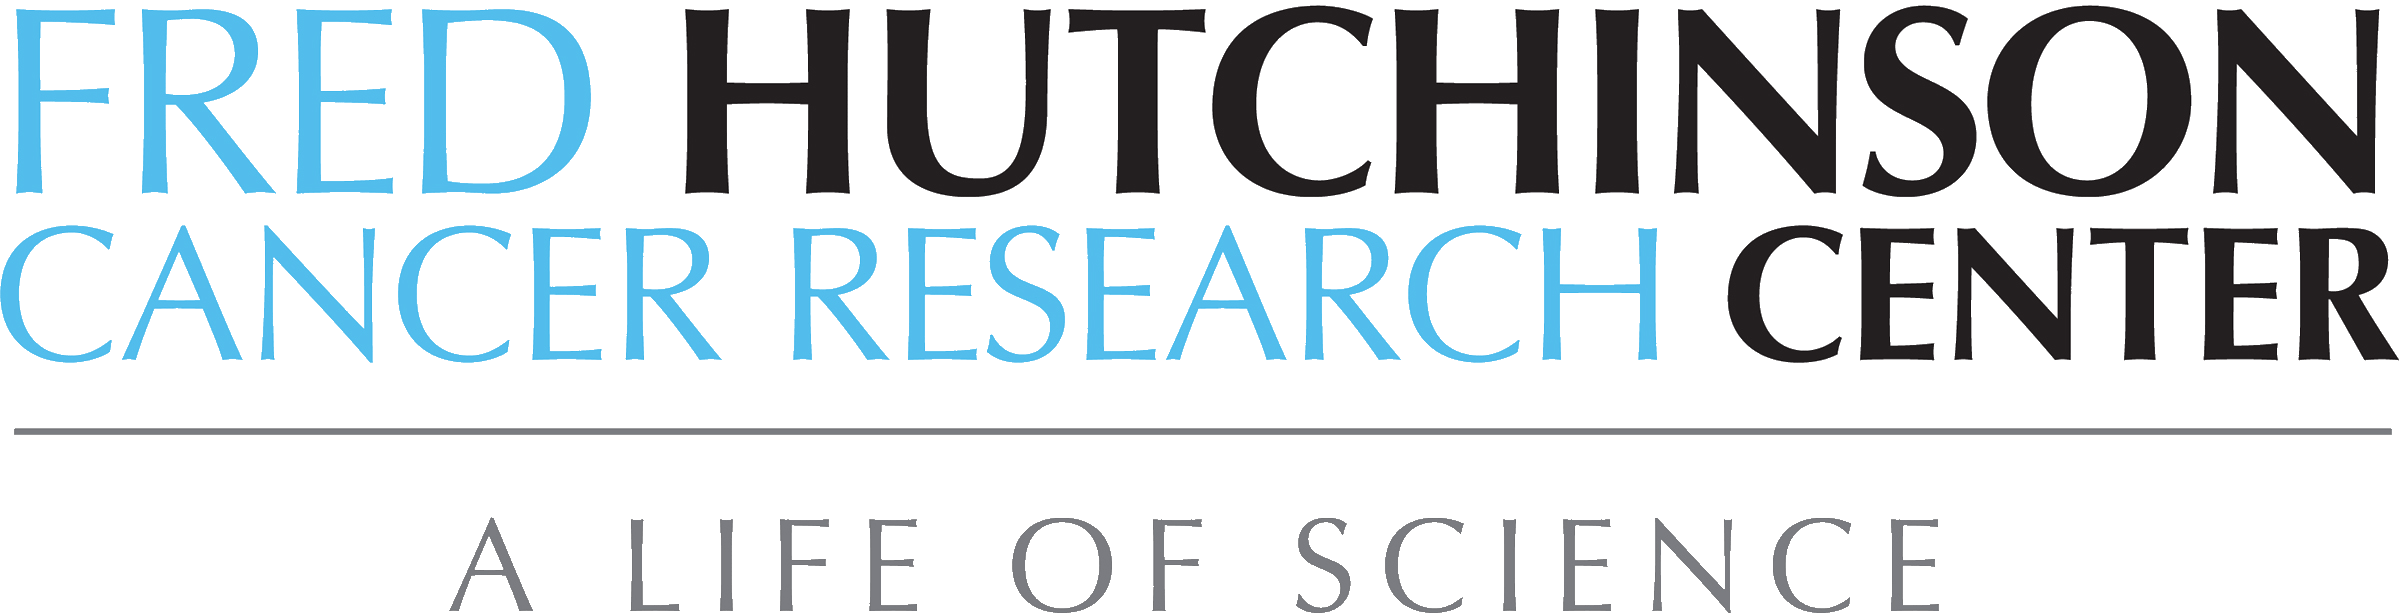 FRED HUTCHINSON
CANCER RESEARCH CENTER
A LIFE OF SCIENCE